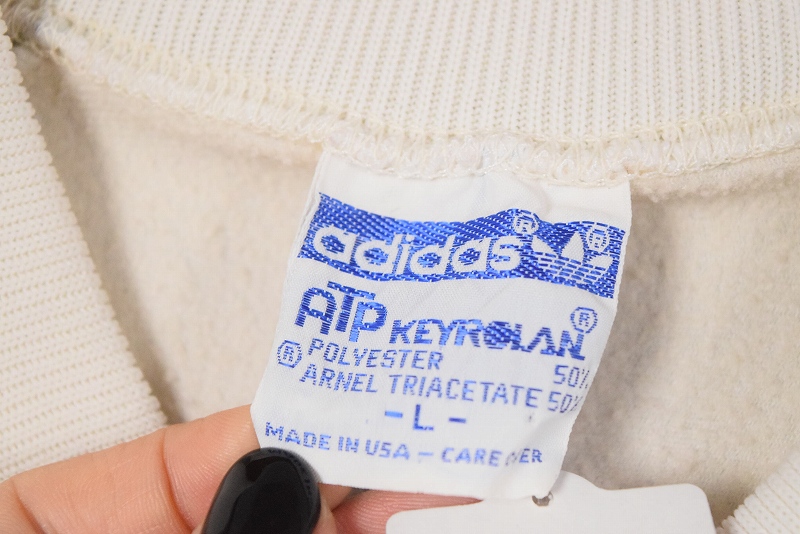 adidas®
ATP KEYROLAN®
POLYESTER 50%
® ARNEL TRIACETATE 50%
- L -
MADE IN USA - CARE OVER